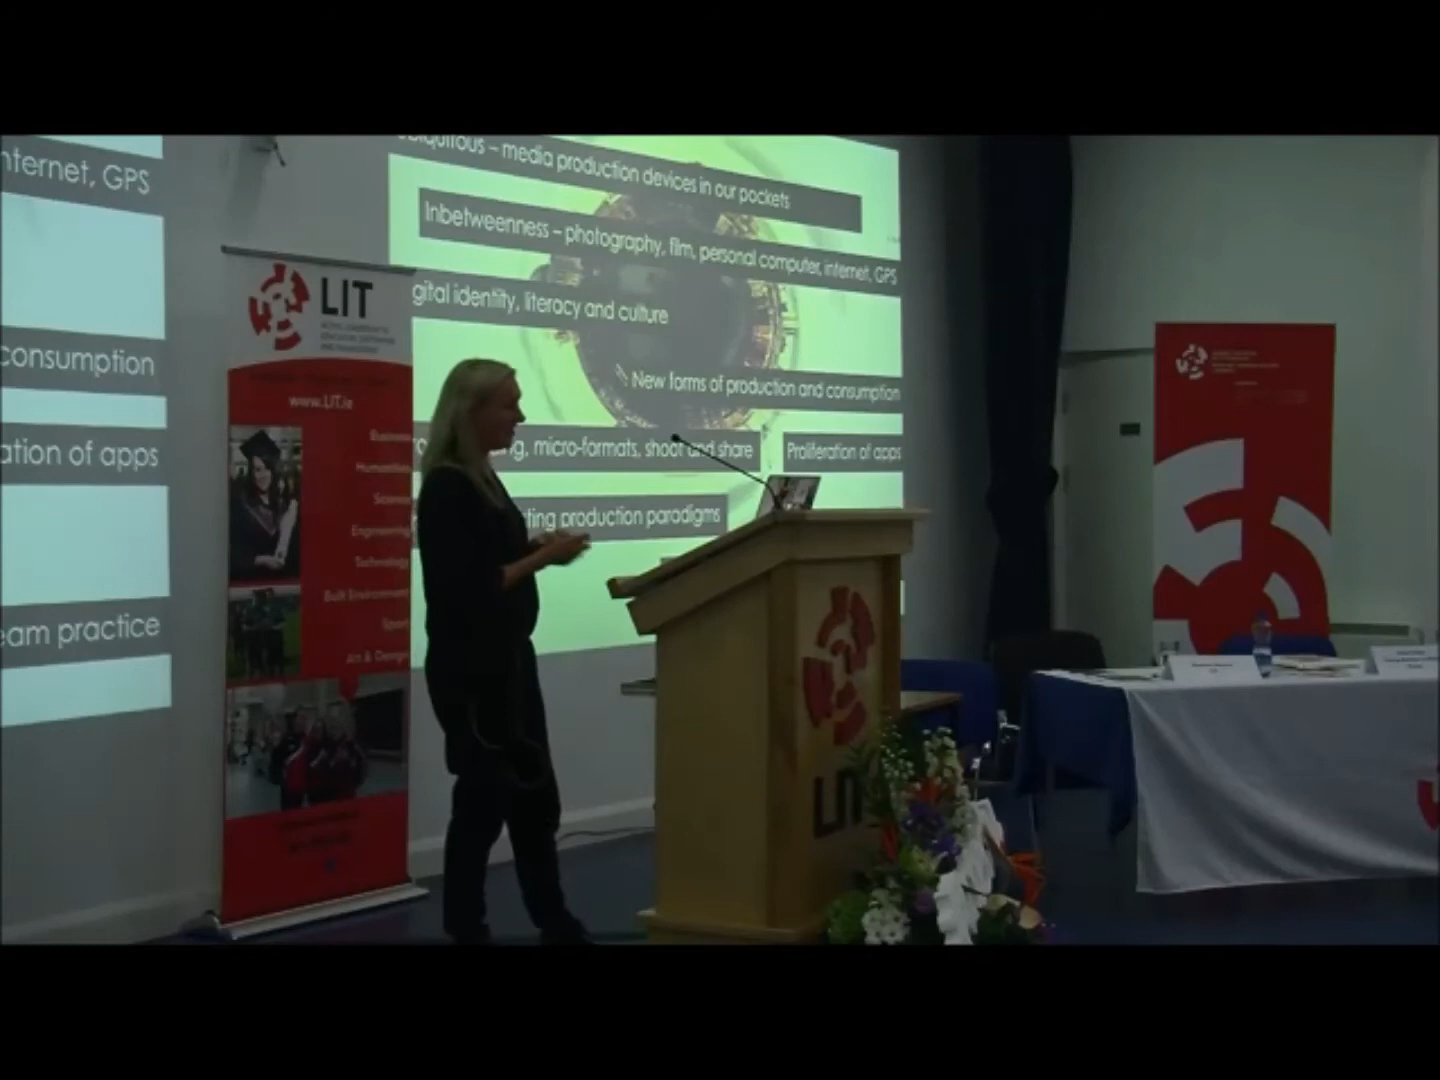 nternet, GPS
consumption
ation of apps
eam practice
biquitous – media production devices in our pockets
Inbetweenness – photography, film, personal computer, internet, GPS
gital identity, literacy and culture
New forms of production and consumption
ng, micro-formats, shoot and share
Proliferation of apps
ting production paradigms
LIT
www.LIT.ie
Business
Humanities
Science
Engineering
Technology
Built Environment
Sport
Art & Design
LIT